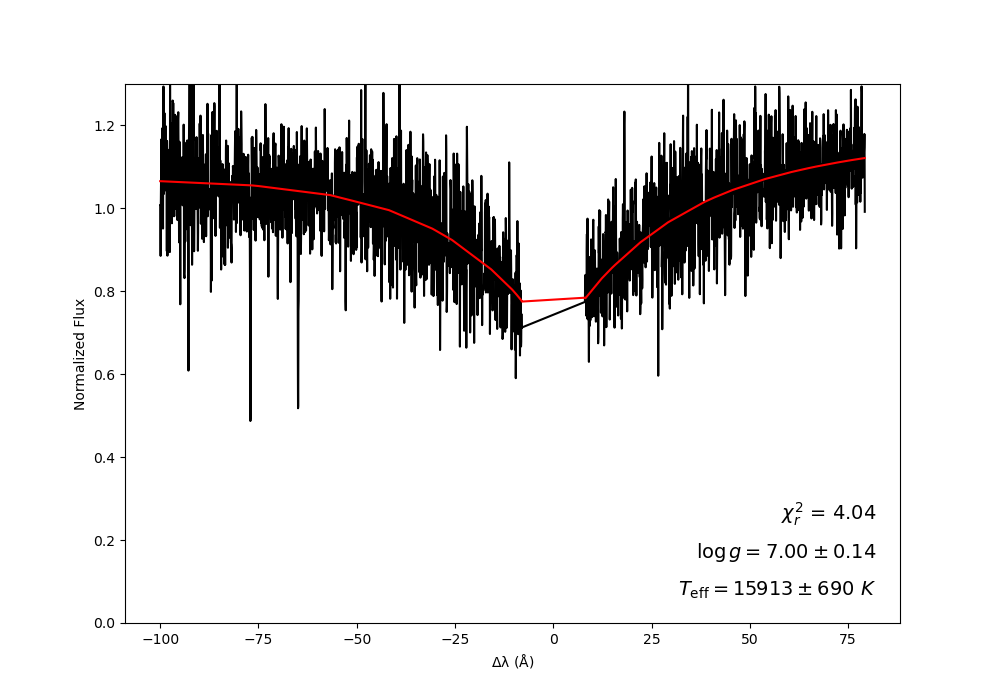 1.2
1.0
0.8
0.6
0.4
0.2
0.0
Normalized Flux
χ²ᵣ = 4.04
log g = 7.00 ± 0.14
T_eff = 15913 ± 690 K
−100 −75 −50 −25 0 25 50 75
Δλ (Å)